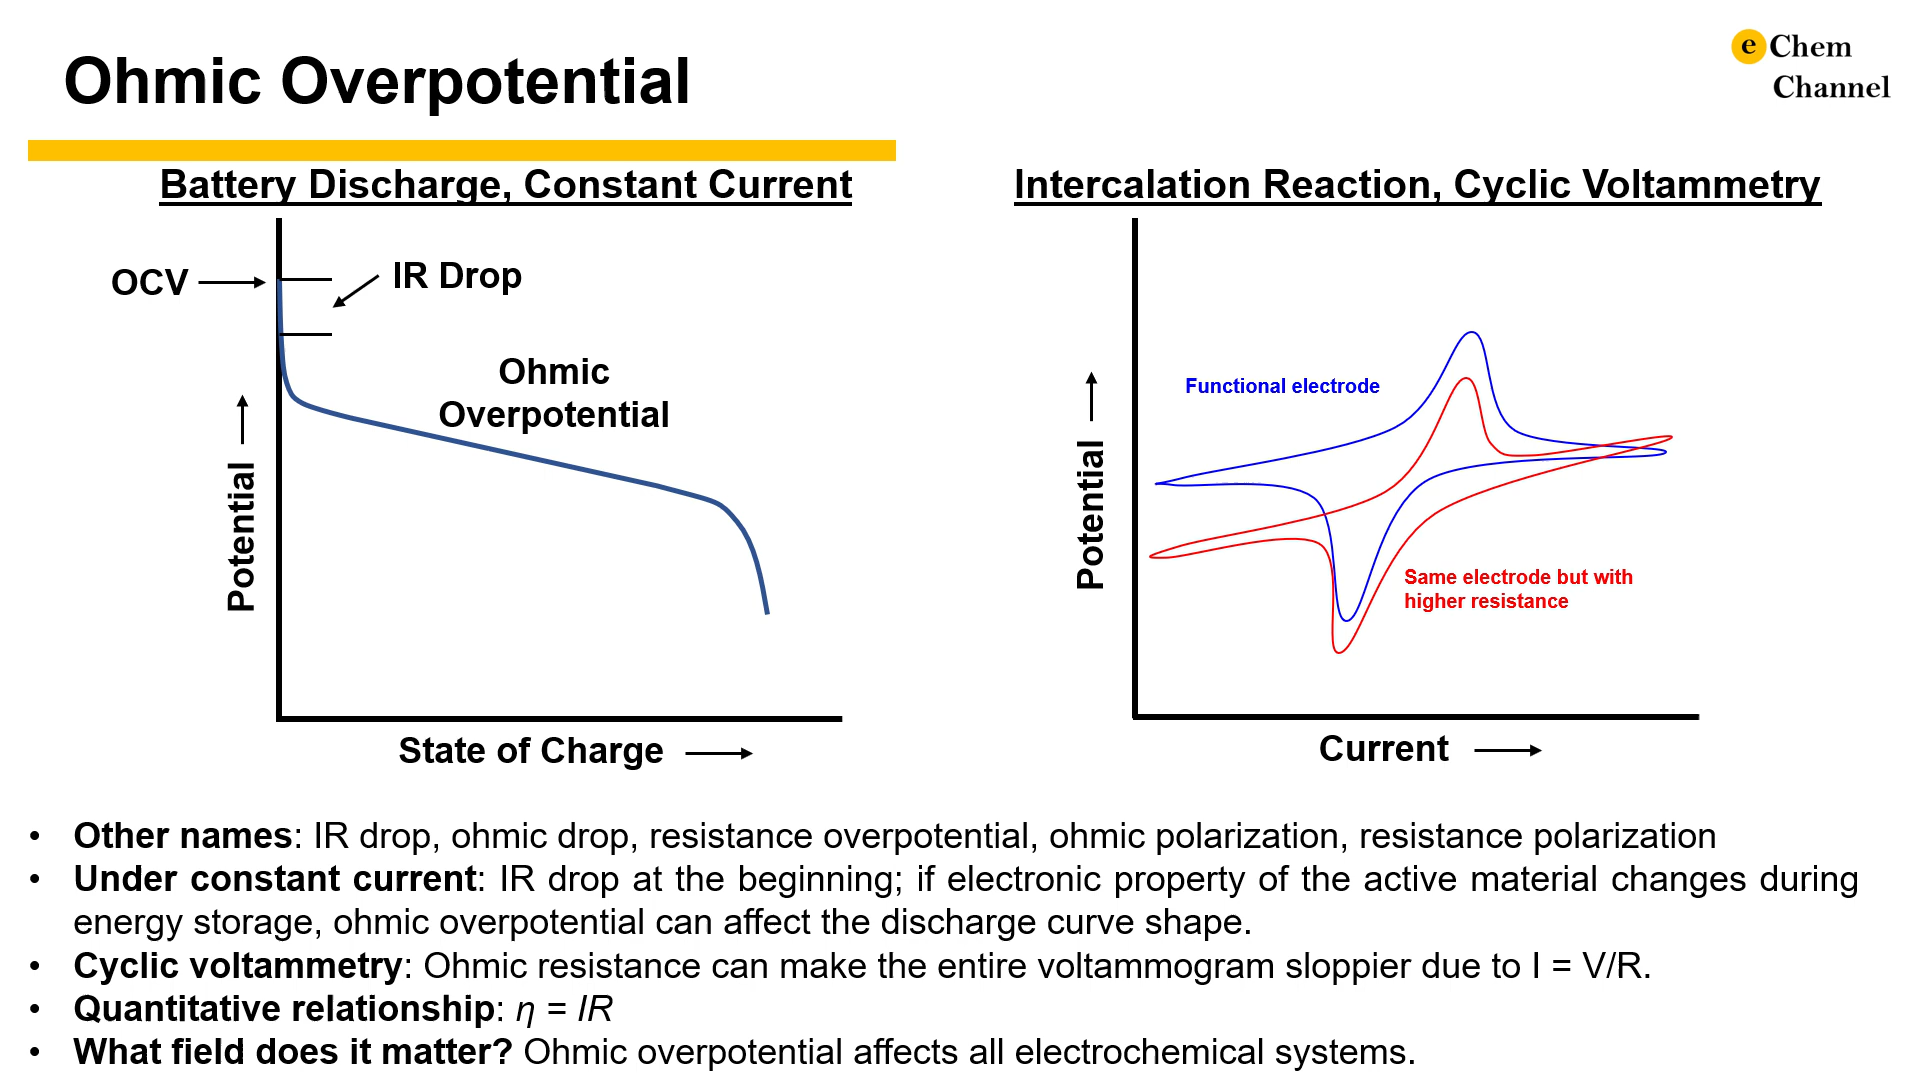 Ohmic Overpotential
e Chem
Channel
Battery Discharge, Constant Current
OCV
IR Drop
Ohmic
Overpotential
Potential
State of Charge
Intercalation Reaction, Cyclic Voltammetry
Functional electrode
Same electrode but with
higher resistance
Potential
Current
• Other names: IR drop, ohmic drop, resistance overpotential, ohmic polarization, resistance polarization
• Under constant current: IR drop at the beginning; if electronic property of the active material changes during
energy storage, ohmic overpotential can affect the discharge curve shape.
• Cyclic voltammetry: Ohmic resistance can make the entire voltammogram sloppier due to I = V/R.
• Quantitative relationship: η = IR
• What field does it matter? Ohmic overpotential affects all electrochemical systems.